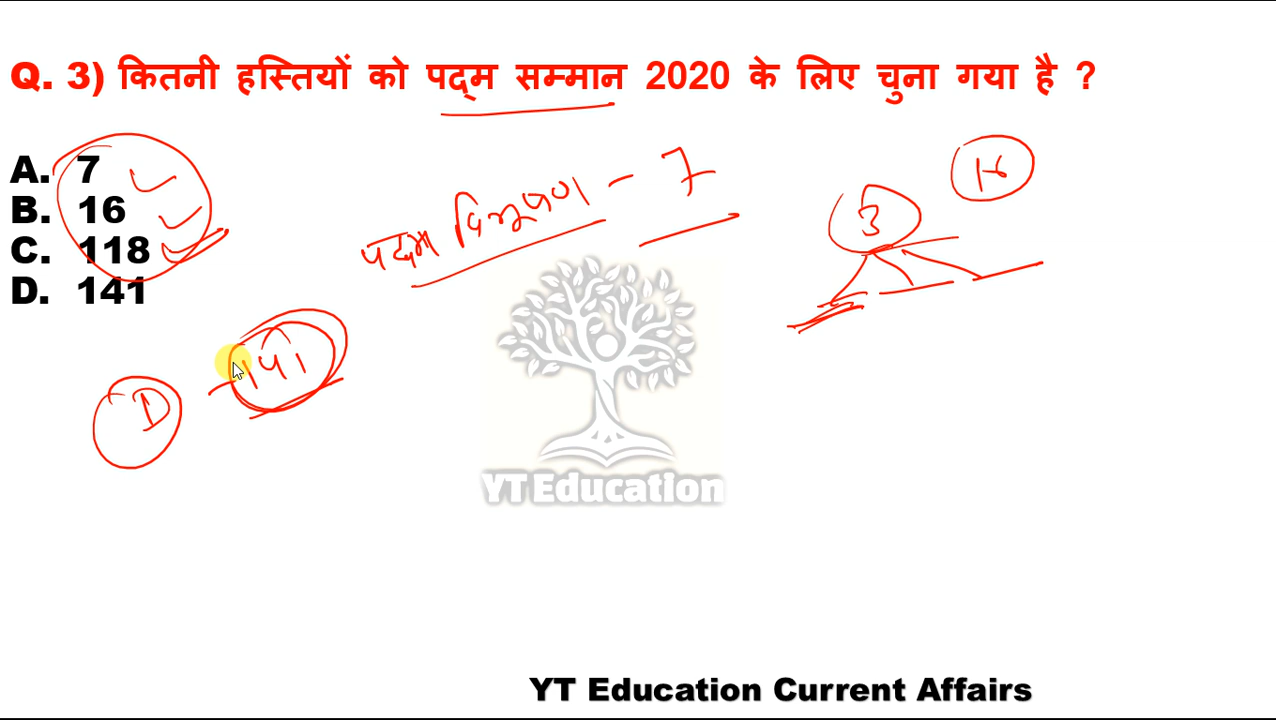 Q. 3) कितनी हस्तियों को पद्म सम्मान 2020 के लिए चुना गया है ?
A. 7
B. 16
C. 118
D. 141
पद्मा विभूषण - 7
3
16
D - 141
YT Education
YT Education Current Affairs